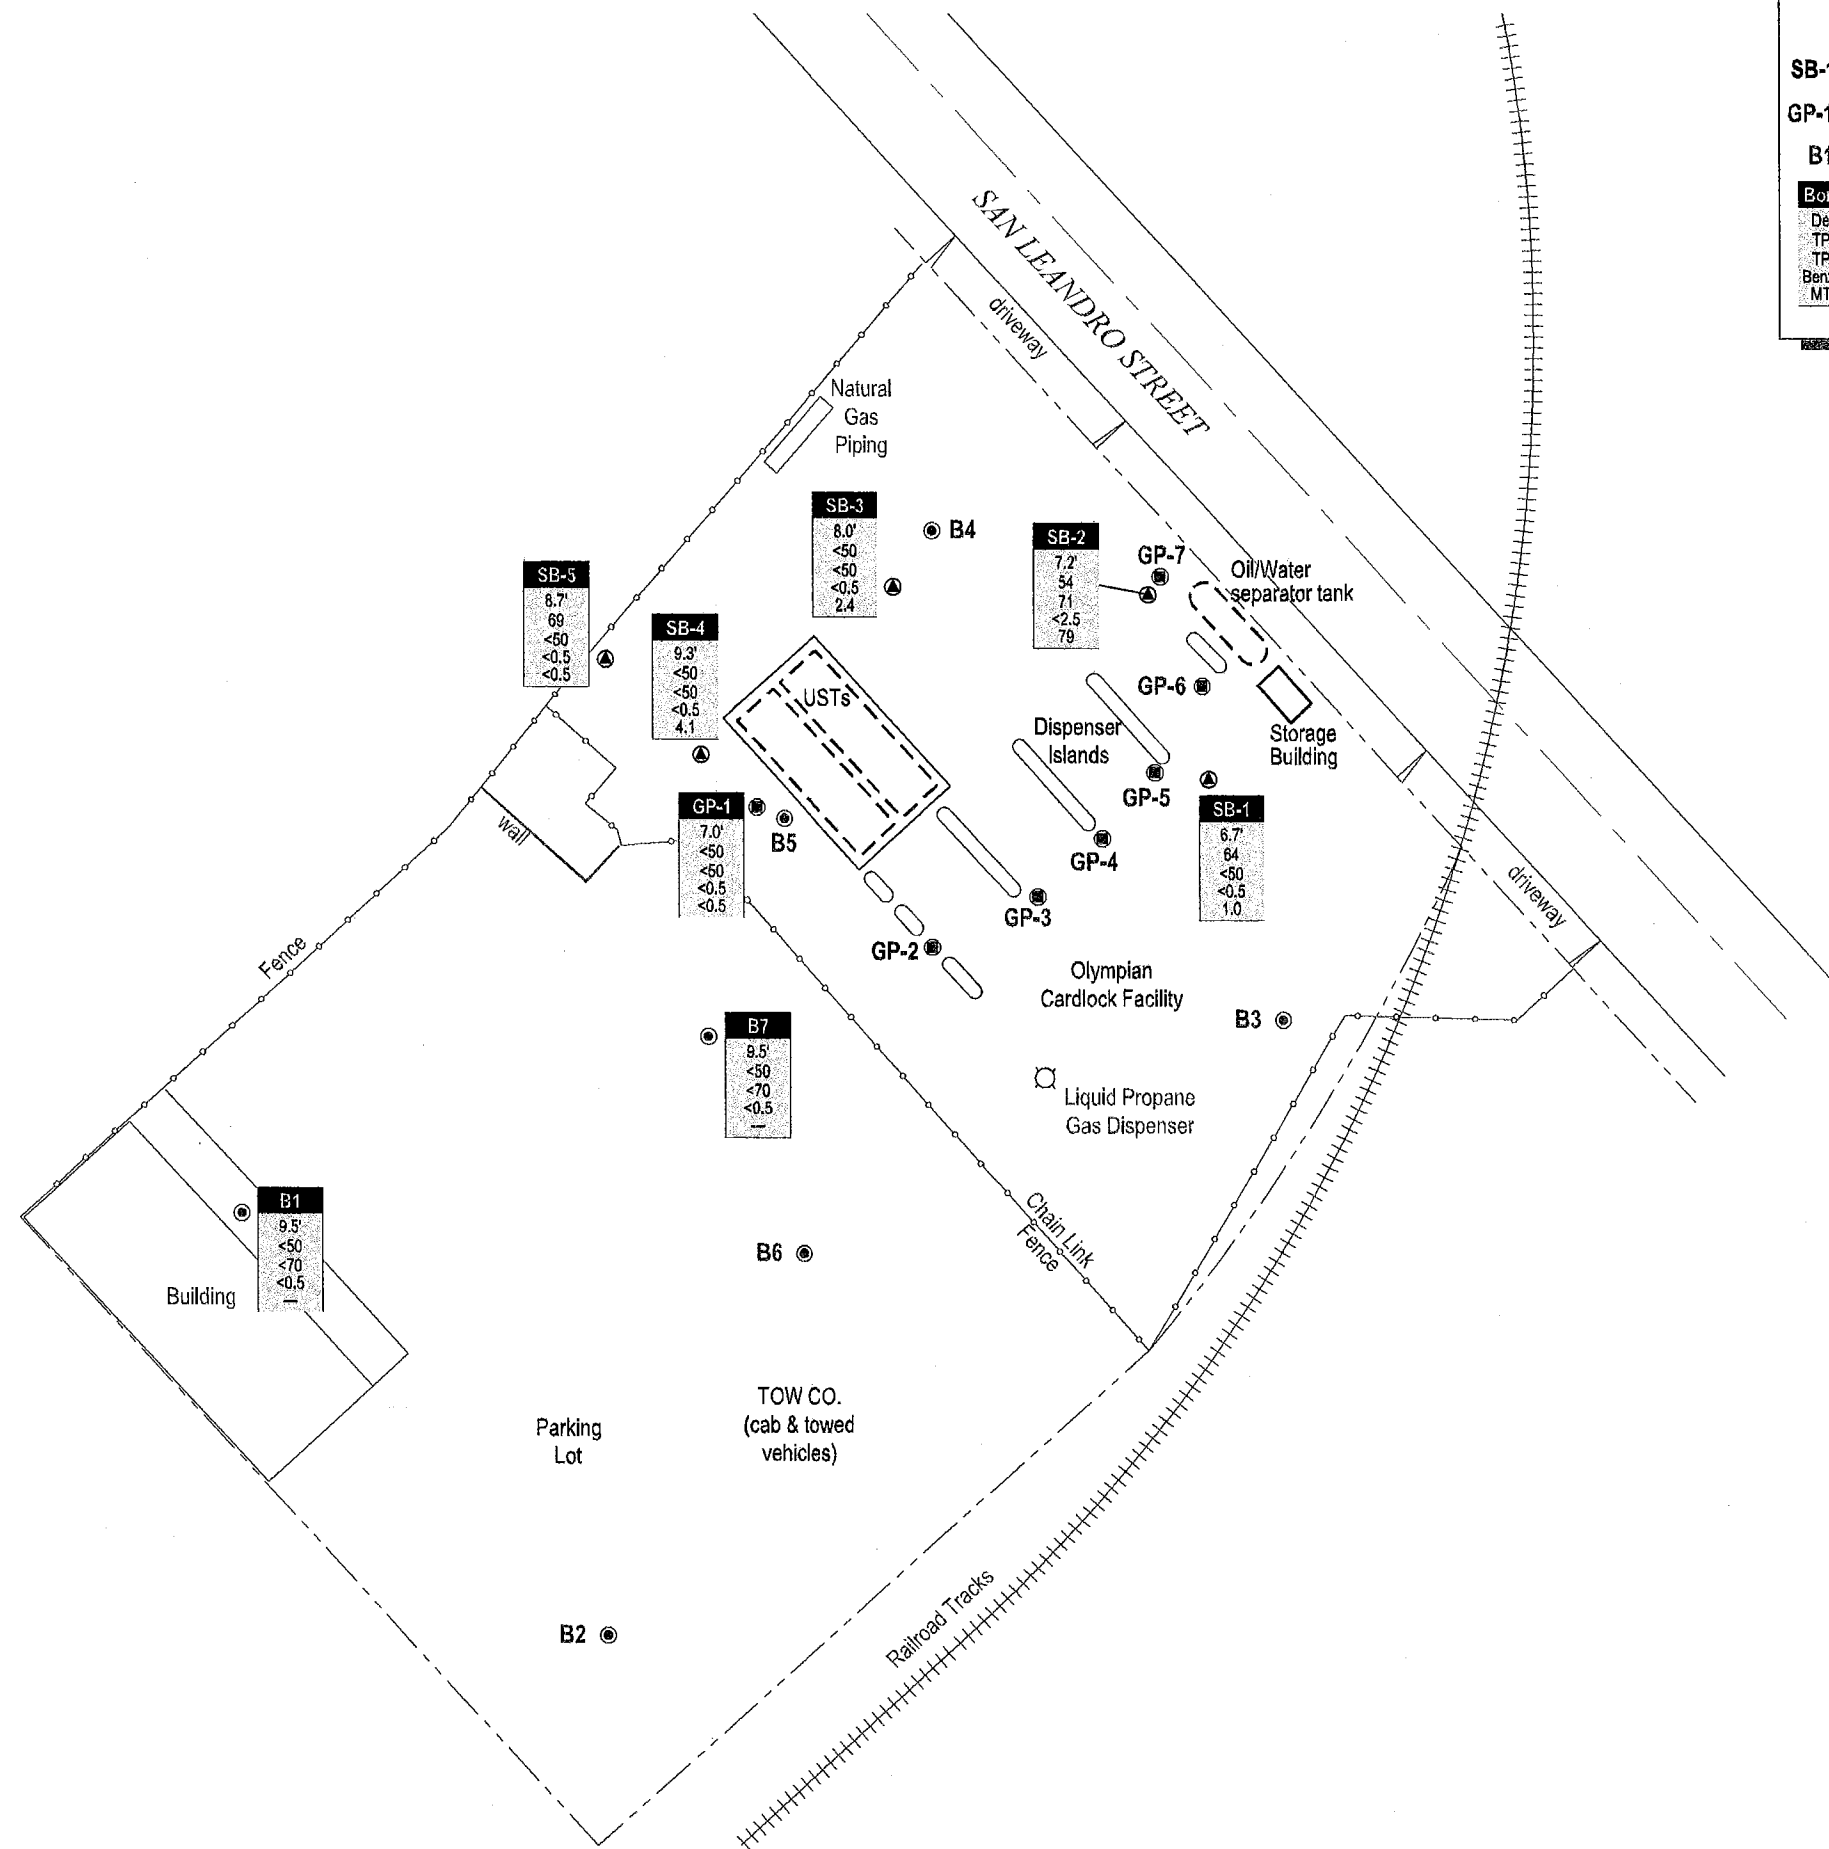 SB-1
GP-1
B1
SAN LEANDRO STREET
driveway
Natural
Gas
Piping
SB-3
8.0'
<50
<50
<0.5
2.4
B4
SB-2
7.2'
54
71
<2.5
79
GP-7
Oil/Water
separator tank
SB-5
8.7'
69
<50
<0.5
<0.5
SB-4
9.3'
<50
<50
<0.5
4.1
USTs
GP-6
Dispenser
Islands
Storage
Building
GP-5
SB-1
6.7'
64
<50
<0.5
1.0
GP-1
7.0'
<50
<50
<0.5
<0.5
B5
wall
GP-4
GP-3
driveway
GP-2
Fence
Olympian
Cardlock Facility
B3
B7
9.5'
<50
<70
<0.5
—
Liquid Propane
Gas Dispenser
B1
9.5'
<50
<70
<0.5
—
Building
Chain Link
Fence
B6
TOW CO.
(cab & towed
vehicles)
Parking
Lot
Railroad Tracks
B2